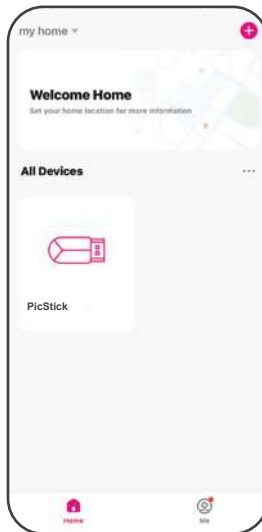 my home
Welcome Home
Set your home location for more information
All Devices
PicStick
Home
Me